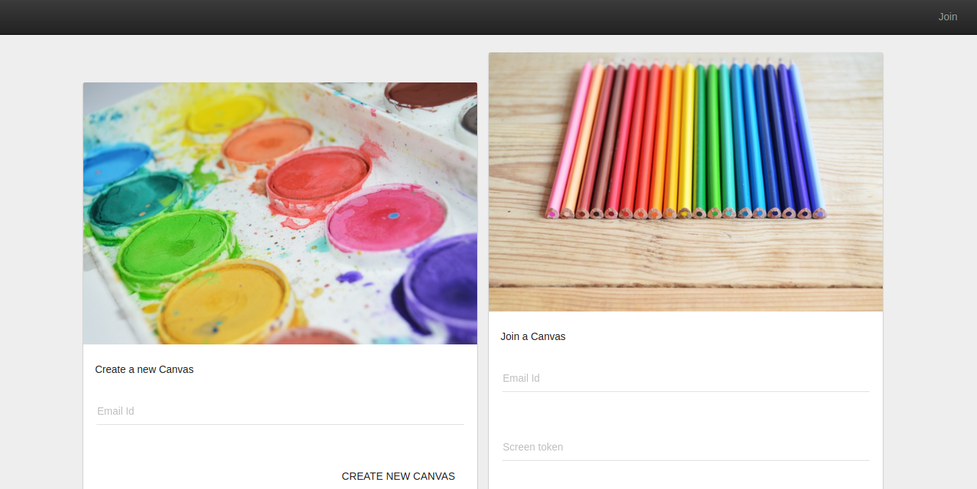 Join
Create a new Canvas
Email Id
CREATE NEW CANVAS
Join a Canvas
Email Id
Screen token